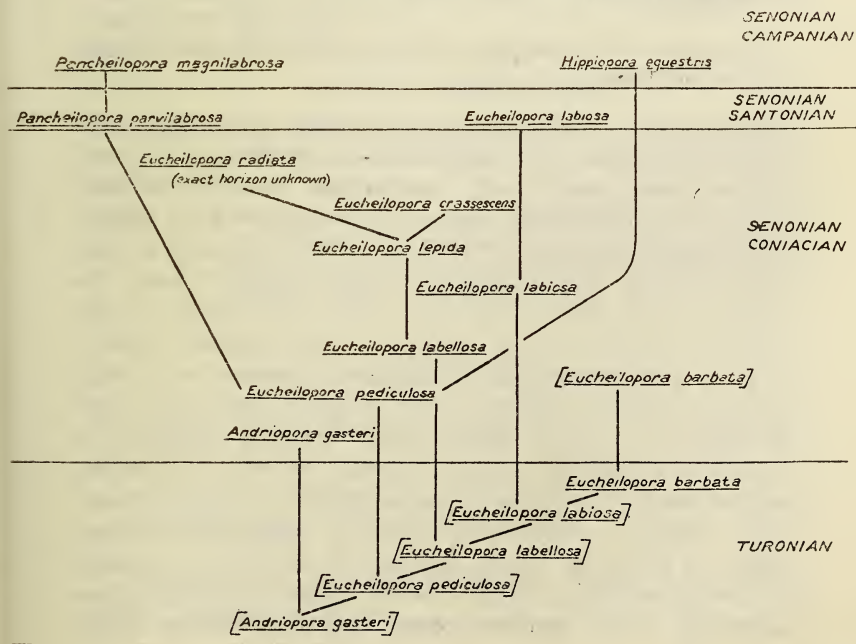 SENONIAN
CAMPANIAN
Pancheilopora magnilabrosa
Hippiopora equestris
SENONIAN
SANTONIAN
Pancheilopora parvilabrosa
Eucheilopora labiosa
Eucheilopora radiata
(exact horizon unknown)
Eucheilopora crassescens
Eucheilopora lepida
SENONIAN
CONIACIAN
Eucheilopora labiosa
Eucheilopora labellosa
Eucheilopora pediculosa
[Eucheilopora barbata]
Andriopora gasteri
Eucheilopora barbata
[Eucheilopora labiosa]
[Eucheilopora labellosa]
TURONIAN
[Eucheilopora pediculosa]
[Andriopora gasteri]